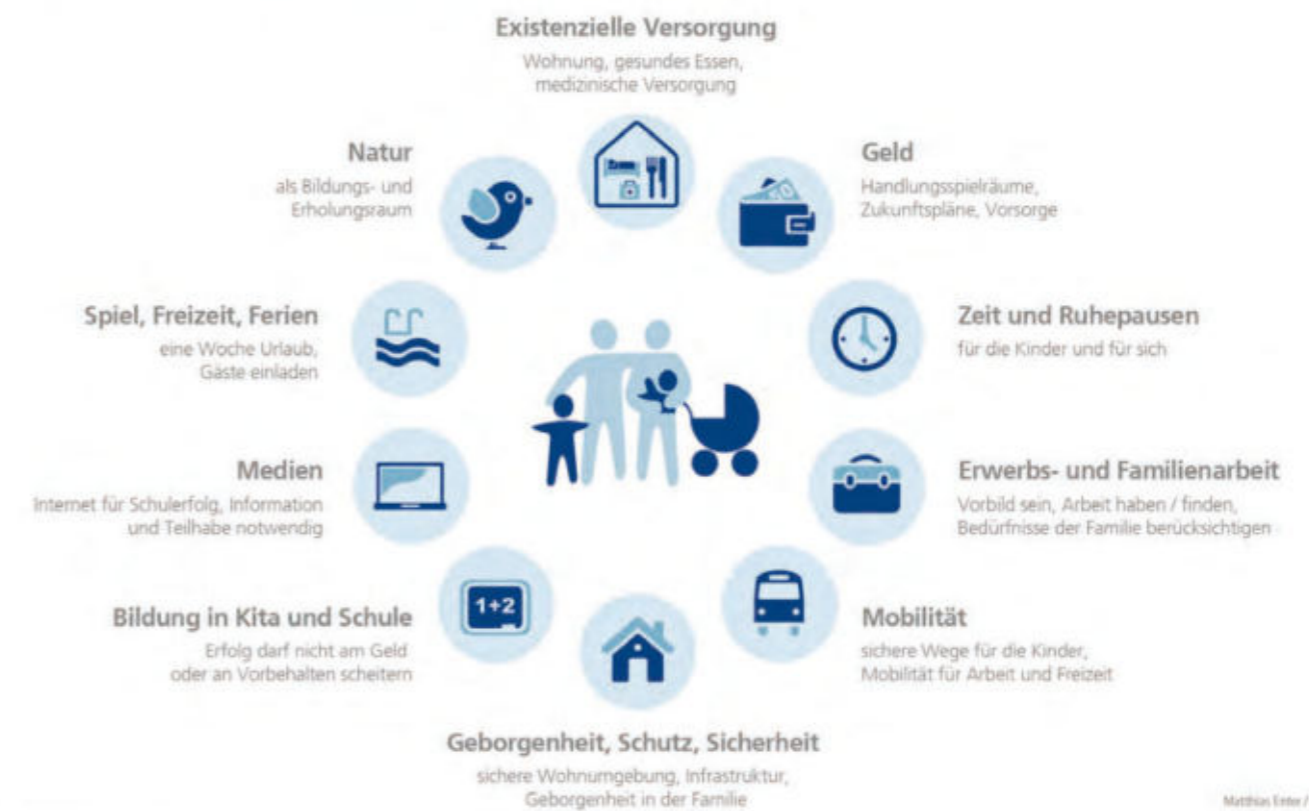 Existenzielle Versorgung
Wohnung, gesundes Essen,
medizinische Versorgung
Geld
Handlungsspielräume,
Zukunftspläne, Vorsorge
Zeit und Ruhepausen
für die Kinder und für sich
Erwerbs- und Familienarbeit
Vorbild sein, Arbeit haben / finden,
Bedürfnisse der Familie berücksichtigen
Mobilität
sichere Wege für die Kinder,
Mobilität für Arbeit und Freizeit
Geborgenheit, Schutz, Sicherheit
sichere Wohnumgebung, Infrastruktur,
Geborgenheit in der Familie
Bildung in Kita und Schule
Erfolg darf nicht am Geld
oder an Vorbehalten scheitern
1+2
Medien
Internet für Schulerfolg, Information
und Teilhabe notwendig
Spiel, Freizeit, Ferien
eine Woche Urlaub,
Gäste einladen
Natur
als Bildungs- und
Erholungsraum
Matthias